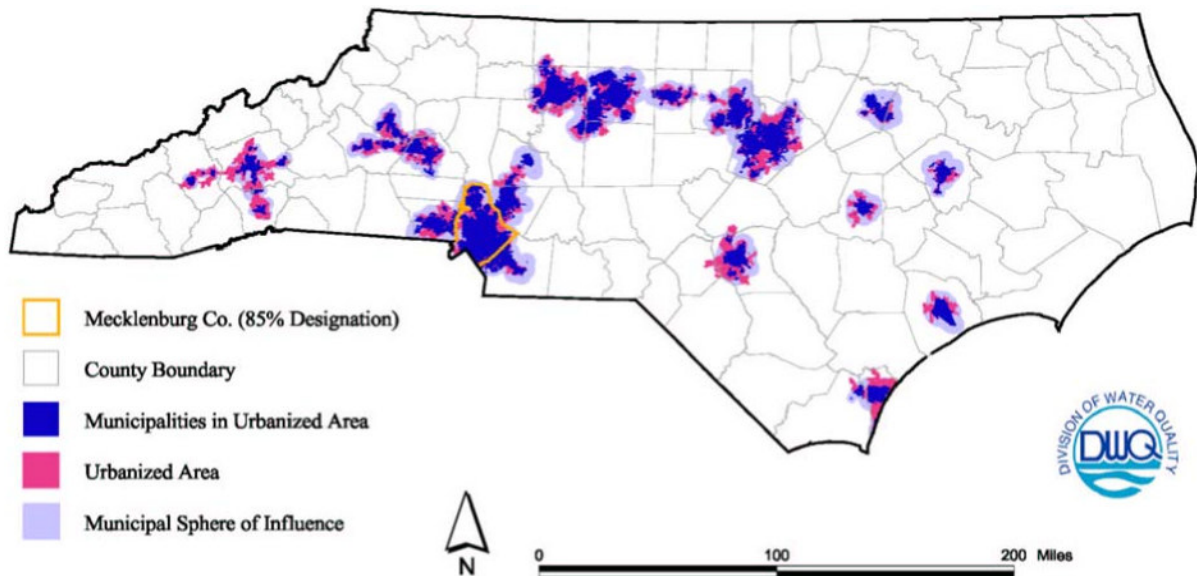 Mecklenburg Co. (85% Designation)
County Boundary
Municipalities in Urbanized Area
Urbanized Area
Municipal Sphere of Influence
N
0 100 200 Miles
DIVISION OF WATER QUALITY
DWQ